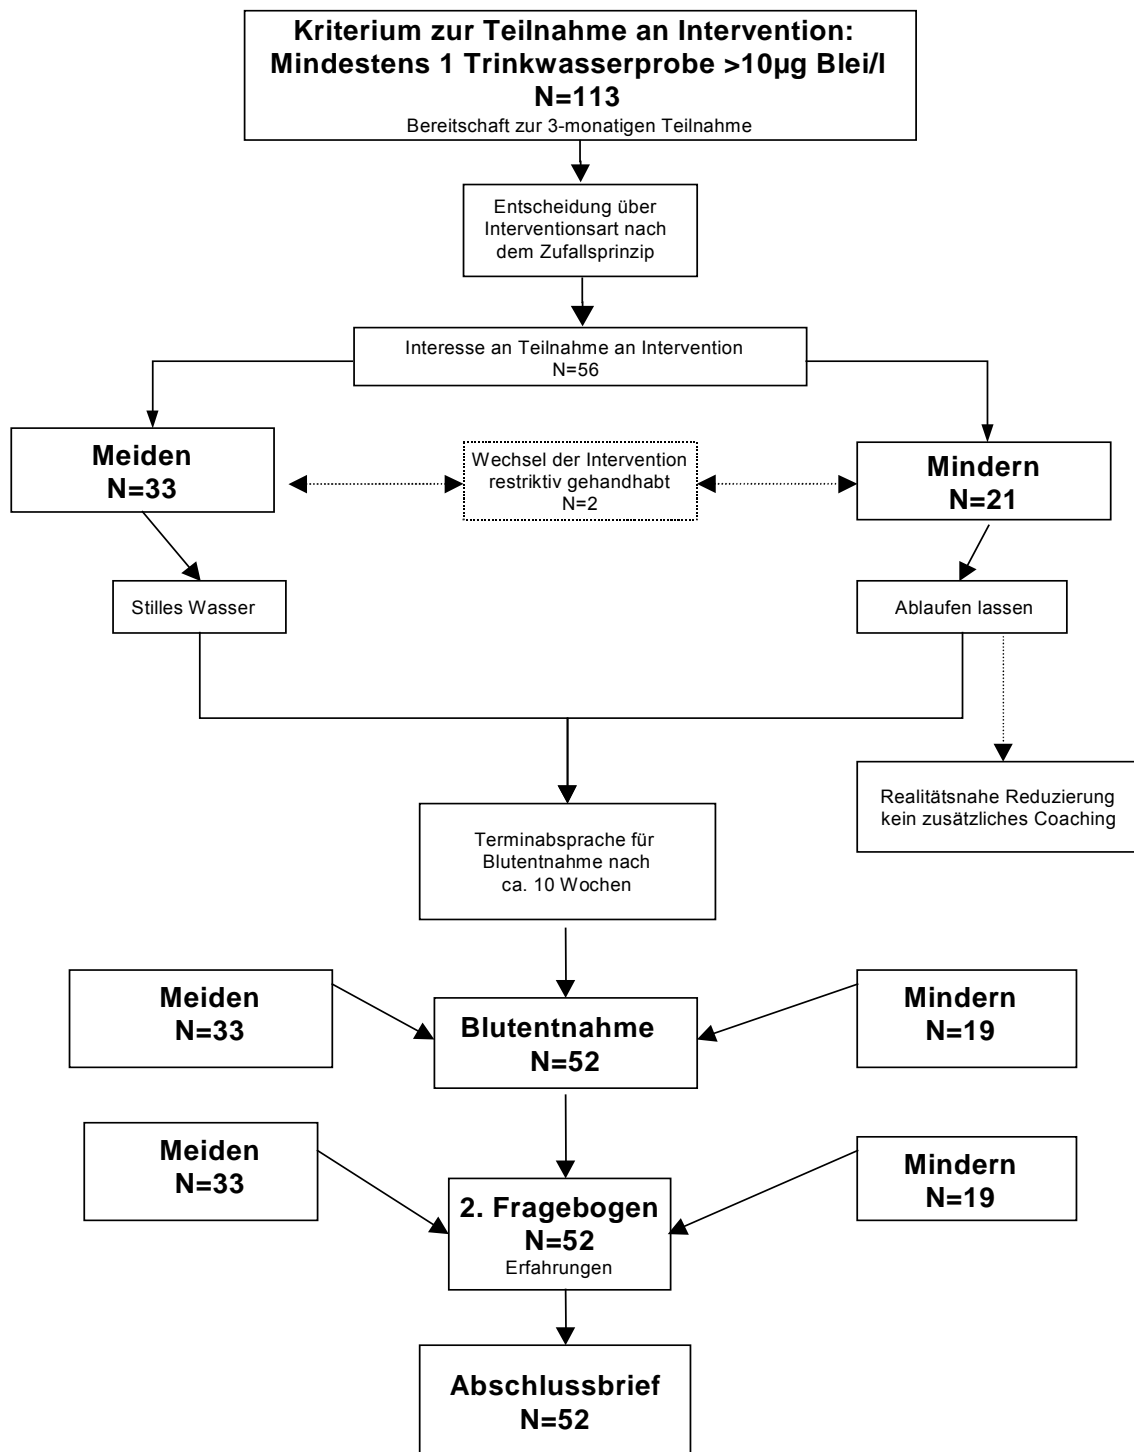 Kriterium zur Teilnahme an Intervention:
Mindestens 1 Trinkwasserprobe >10µg Blei/l
N=113
Bereitschaft zur 3-monatigen Teilnahme
Entscheidung über
Interventionsart nach
dem Zufallsprinzip
Interesse an Teilnahme an Intervention
N=56
Meiden
N=33
Wechsel der Intervention
restriktiv gehandhabt
N=2
Mindern
N=21
Stilles Wasser
Ablaufen lassen
Realitätsnahe Reduzierung
kein zusätzliches Coaching
Terminabsprache für
Blutentnahme nach
ca. 10 Wochen
Meiden
N=33
Blutentnahme
N=52
Mindern
N=19
Meiden
N=33
2. Fragebogen
N=52
Erfahrungen
Mindern
N=19
Abschlussbrief
N=52